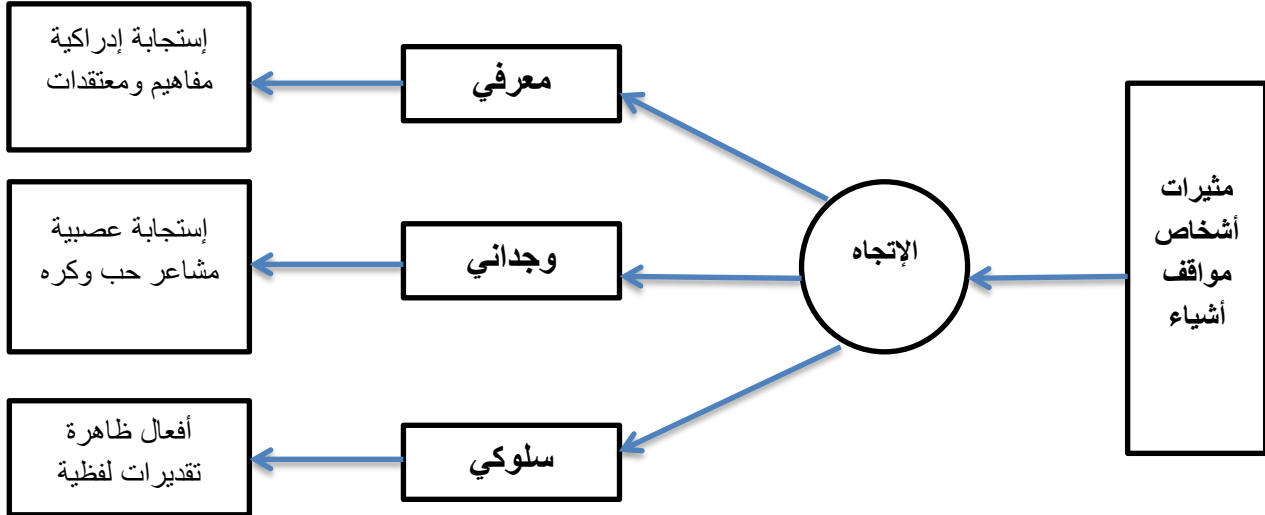 مثيرات
أشخاص
مواقف
أشياء
الإتجاه
معرفي
إستجابة إدراكية
مفاهيم ومعتقدات
وجداني
إستجابة عصبية
مشاعر حب وكره
سلوكي
أفعال ظاهرة
تقديرات لفظية